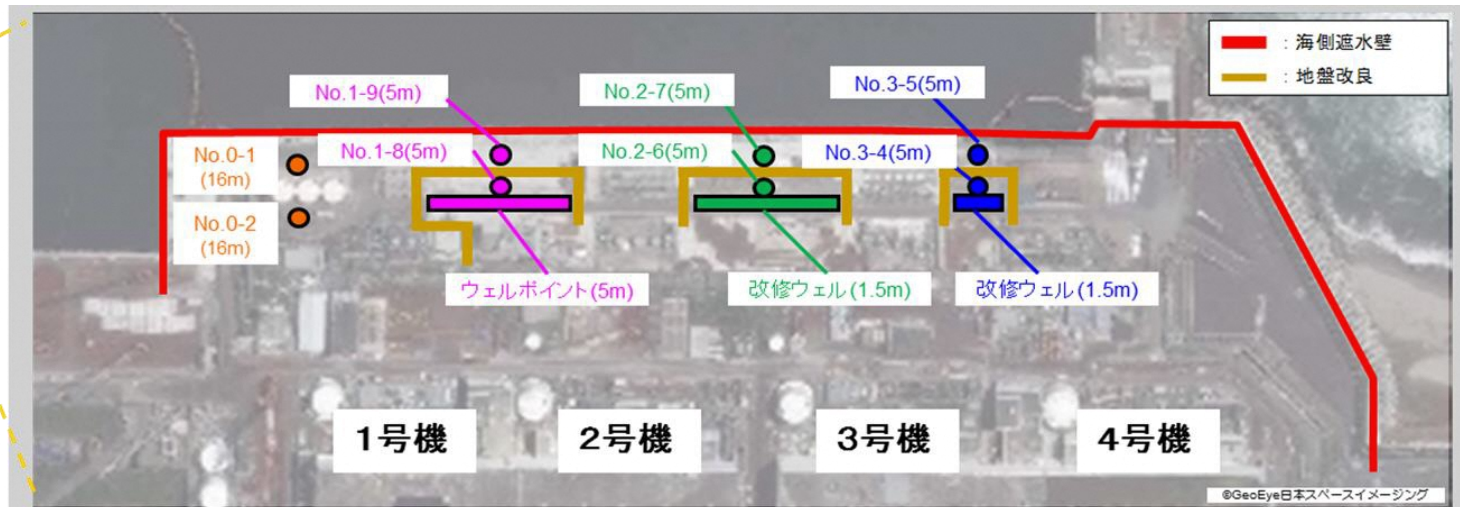 ：海側遮水壁
：地盤改良
No.1-9(5m)
No.2-7(5m)
No.3-5(5m)
No.0-1
(16m)
No.1-8(5m)
No.2-6(5m)
No.3-4(5m)
No.0-2
(16m)
ウェルポイント(5m)
改修ウェル(1.5m)
改修ウェル(1.5m)
1号機
2号機
3号機
4号機
©GeoEye日本スペースイメージング